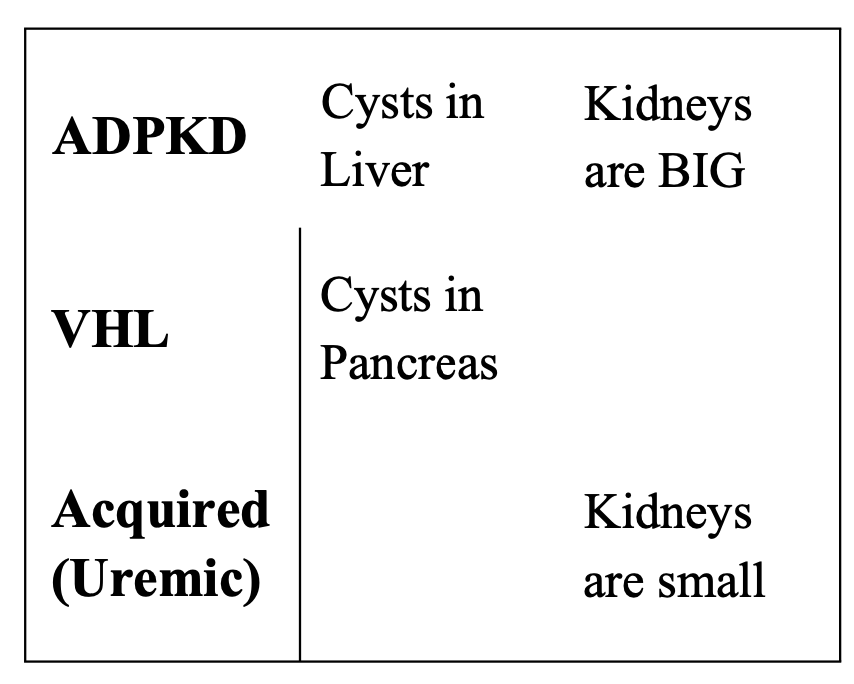 ADPKD
Cysts in
Liver
Kidneys
are BIG
VHL
Cysts in
Pancreas
Acquired
(Uremic)
Kidneys
are small